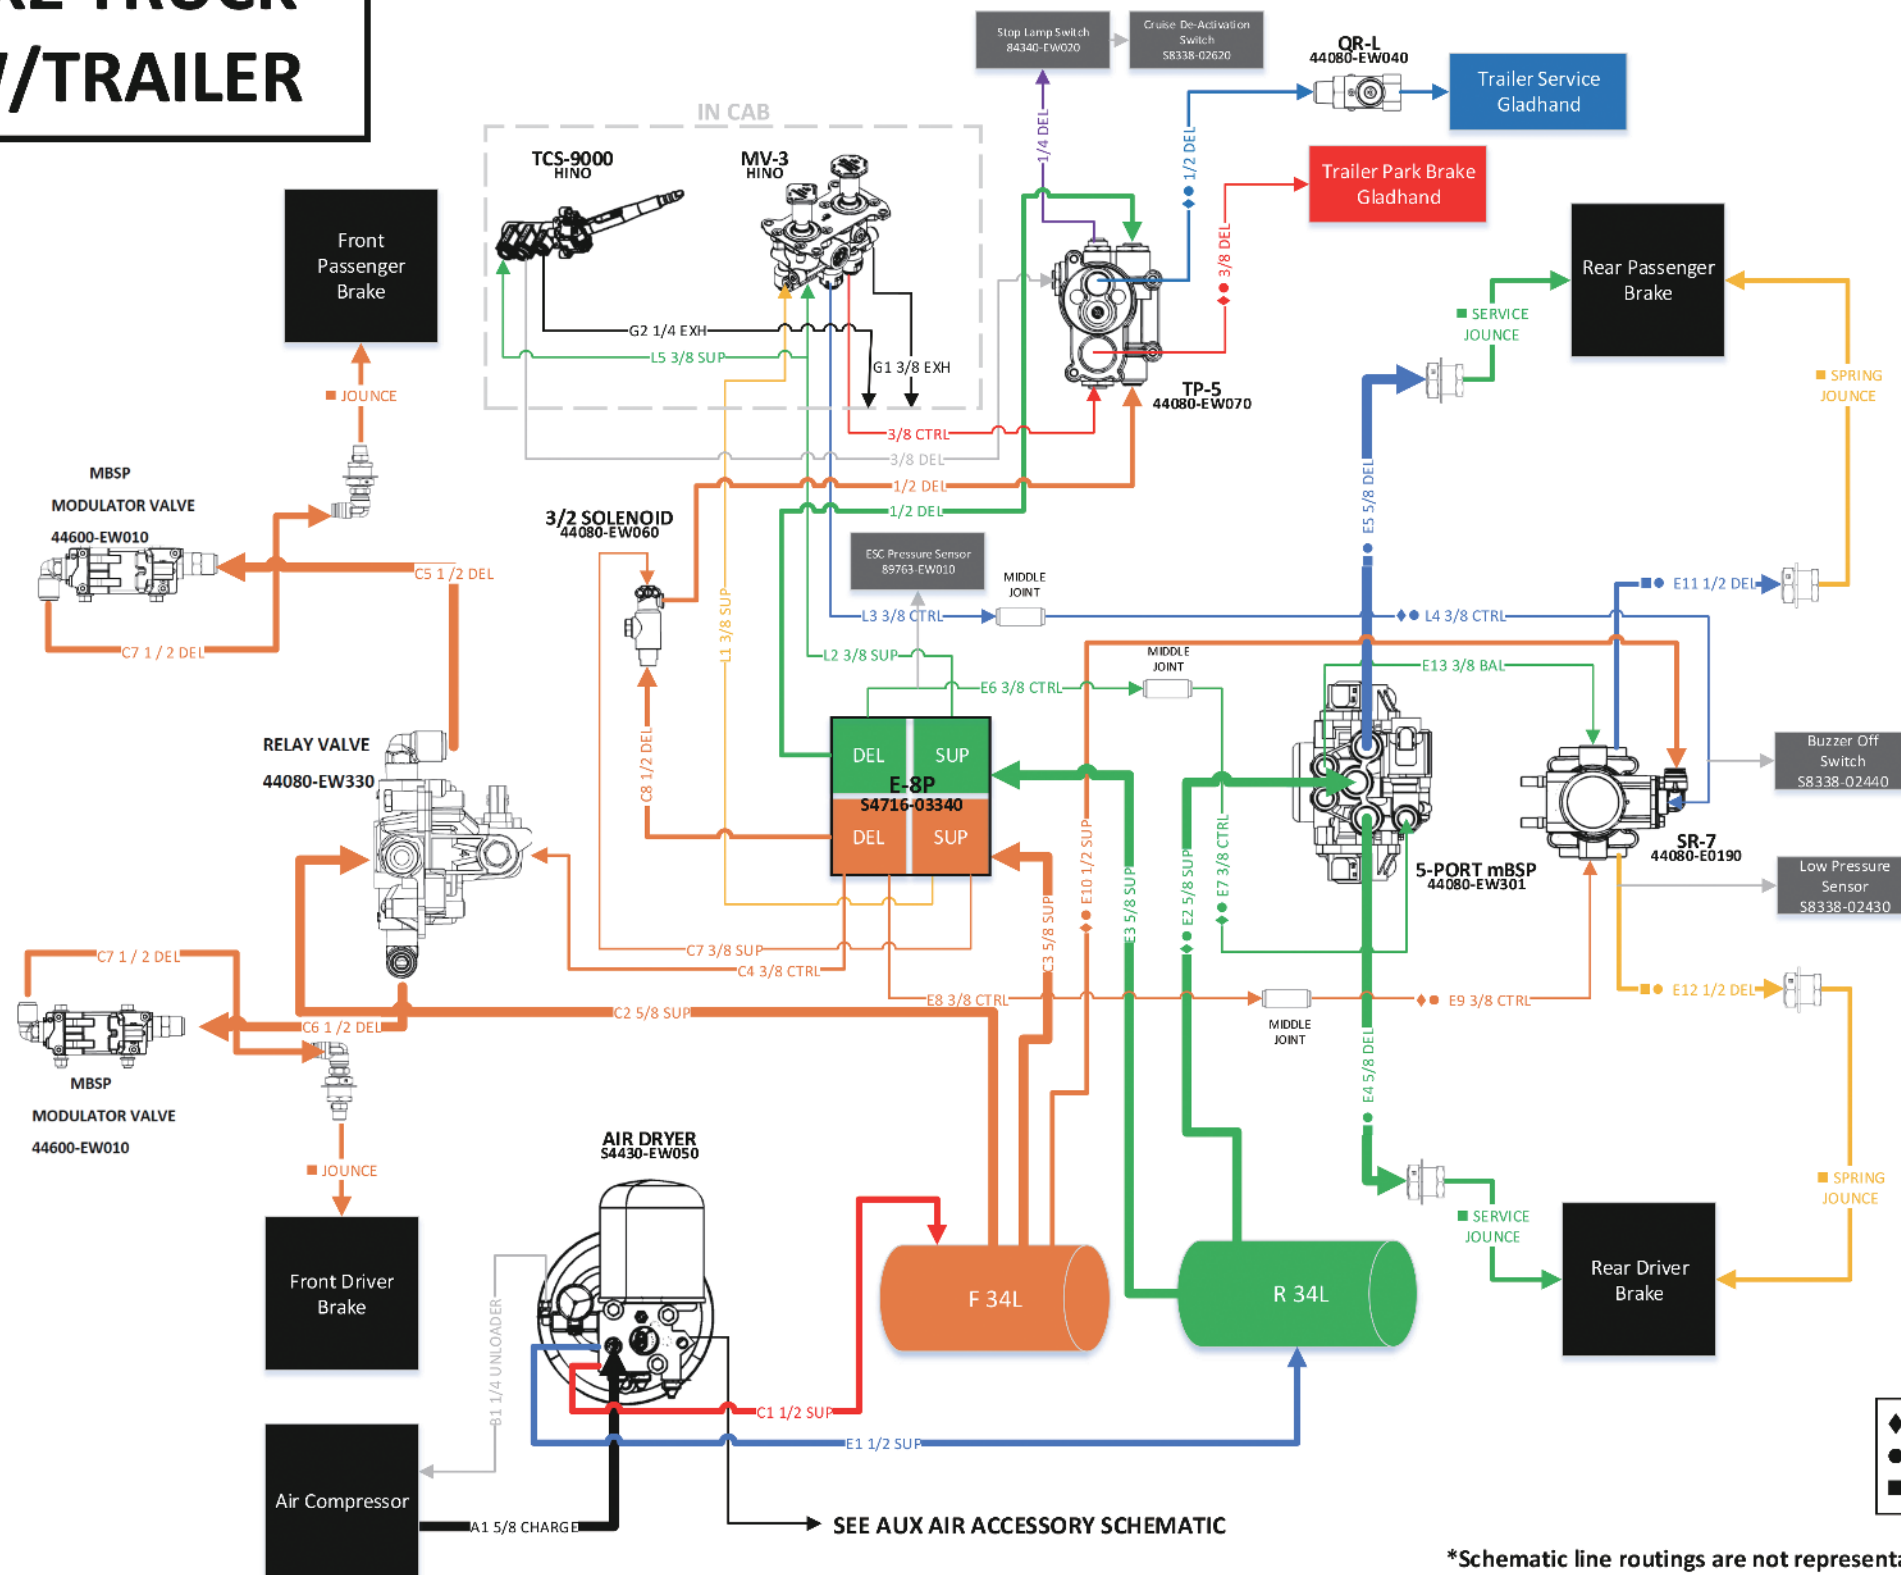 W/TRAILER
IN CAB
TCS-9000
HINO
MV-3
HINO
Stop Lamp Switch
84340-EW020
Cruise De-Activation
Switch
S8338-02620
QR-L
44080-EW040
Trailer Service
Gladhand
Trailer Park Brake
Gladhand
1/4 DEL
1/2 DEL
3/8 DEL
Front
Passenger
Brake
Rear Passenger
Brake
SERVICE
JOUNCE
SPRING
JOUNCE
G2 1/4 EXH
L5 3/8 SUP
G1 3/8 EXH
TP-5
44080-EW070
JOUNCE
3/8 CTRL
3/8 DEL
1/2 DEL
1/2 DEL
MBSP
MODULATOR VALVE
44600-EW010
3/2 SOLENOID
44080-EW060
ESC Pressure Sensor
89763-EW010
MIDDLE
JOINT
E5 5/8 DEL
C5 1 /2 DEL
E11 1/2 DEL
L3 3/8 CTRL
L4 3/8 CTRL
L1 3/8 SUP
C7 1 / 2 DEL
L2 3/8 SUP
MIDDLE
JOINT
E13 3/8 BAL
E6 3/8 CTRL
RELAY VALVE
44080-EW330
C8 1/2 DEL
DEL
SUP
E-8P
S4716-03340
DEL
SUP
Buzzer Off
Switch
S8338-02440
SR-7
44080-E0190
5-PORT mBSP
44080-EW301
Low Pressure
Sensor
S8338-02430
E10 1/2 SUP
E3 5/8 SUP
E2 5/8 SUP
E7 3/8 CTRL
C3 5/8 SUP
C7 3/8 SUP
C4 3/8 CTRL
C7 1 / 2 DEL
E8 3/8 CTRL
MIDDLE
JOINT
E9 3/8 CTRL
E12 1/2 DEL
C6 1 /2 DEL
C2 5/8 SUP
E4 5/8 DEL
MBSP
MODULATOR VALVE
44600-EW010
AIR DRYER
S4430-EW050
JOUNCE
SERVICE
JOUNCE
SPRING
JOUNCE
Front Driver
Brake
F 34L
R 34L
Rear Driver
Brake
B1 1/4 UNLOADER
C1 1/2 SUP
E1 1/2 SUP
Air Compressor
A1 5/8 CHARGE
SEE AUX AIR ACCESSORY SCHEMATIC
*Schematic line routings are not